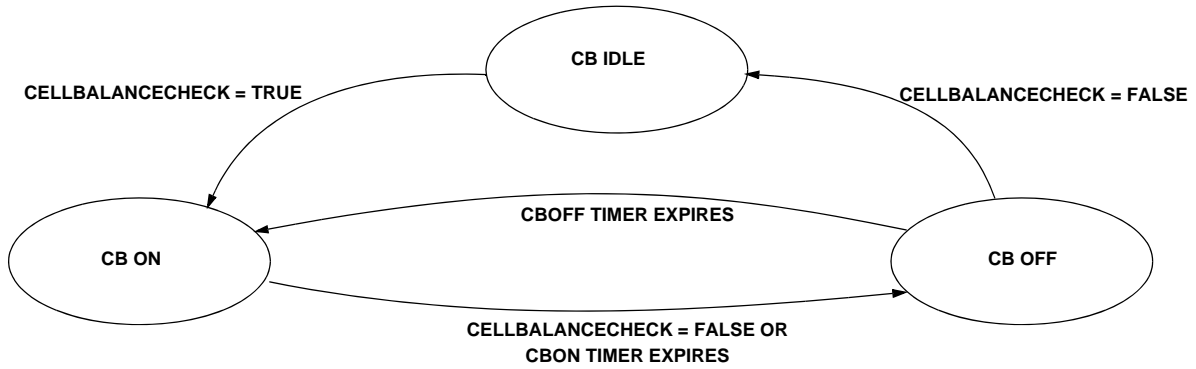 CB IDLE
CELLBALANCECHECK = TRUE
CELLBALANCECHECK = FALSE
CBOFF TIMER EXPIRES
CB ON
CB OFF
CELLBALANCECHECK = FALSE OR
CBON TIMER EXPIRES